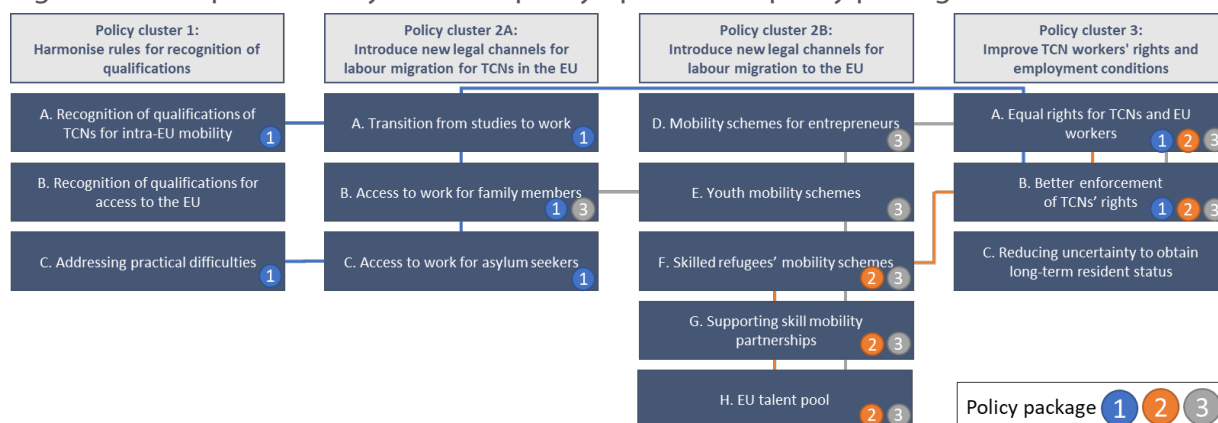 Policy cluster 1:
Harmonise rules for recognition of
qualifications
Policy cluster 2A:
Introduce new legal channels for
labour migration for TCNs in the EU
Policy cluster 2B:
Introduce new legal channels for
labour migration to the EU
Policy cluster 3:
Improve TCN workers' rights and
employment conditions
A. Recognition of qualifications of
TCNs for intra-EU mobility
1
A. Transition from studies to work
1
D. Mobility schemes for entrepreneurs
3
A. Equal rights for TCNs and EU
workers
1 2 3
B. Recognition of qualifications for
access to the EU
B. Access to work for family members
1 3
E. Youth mobility schemes
3
B. Better enforcement
of TCNs' rights
1 2 3
C. Addressing practical difficulties
1
C. Access to work for asylum seekers
1
F. Skilled refugees' mobility schemes
2 3
C. Reducing uncertainty to obtain
long-term resident status
G. Supporting skill mobility
partnerships
2 3
H. EU talent pool
2 3
Policy package 1 2 3